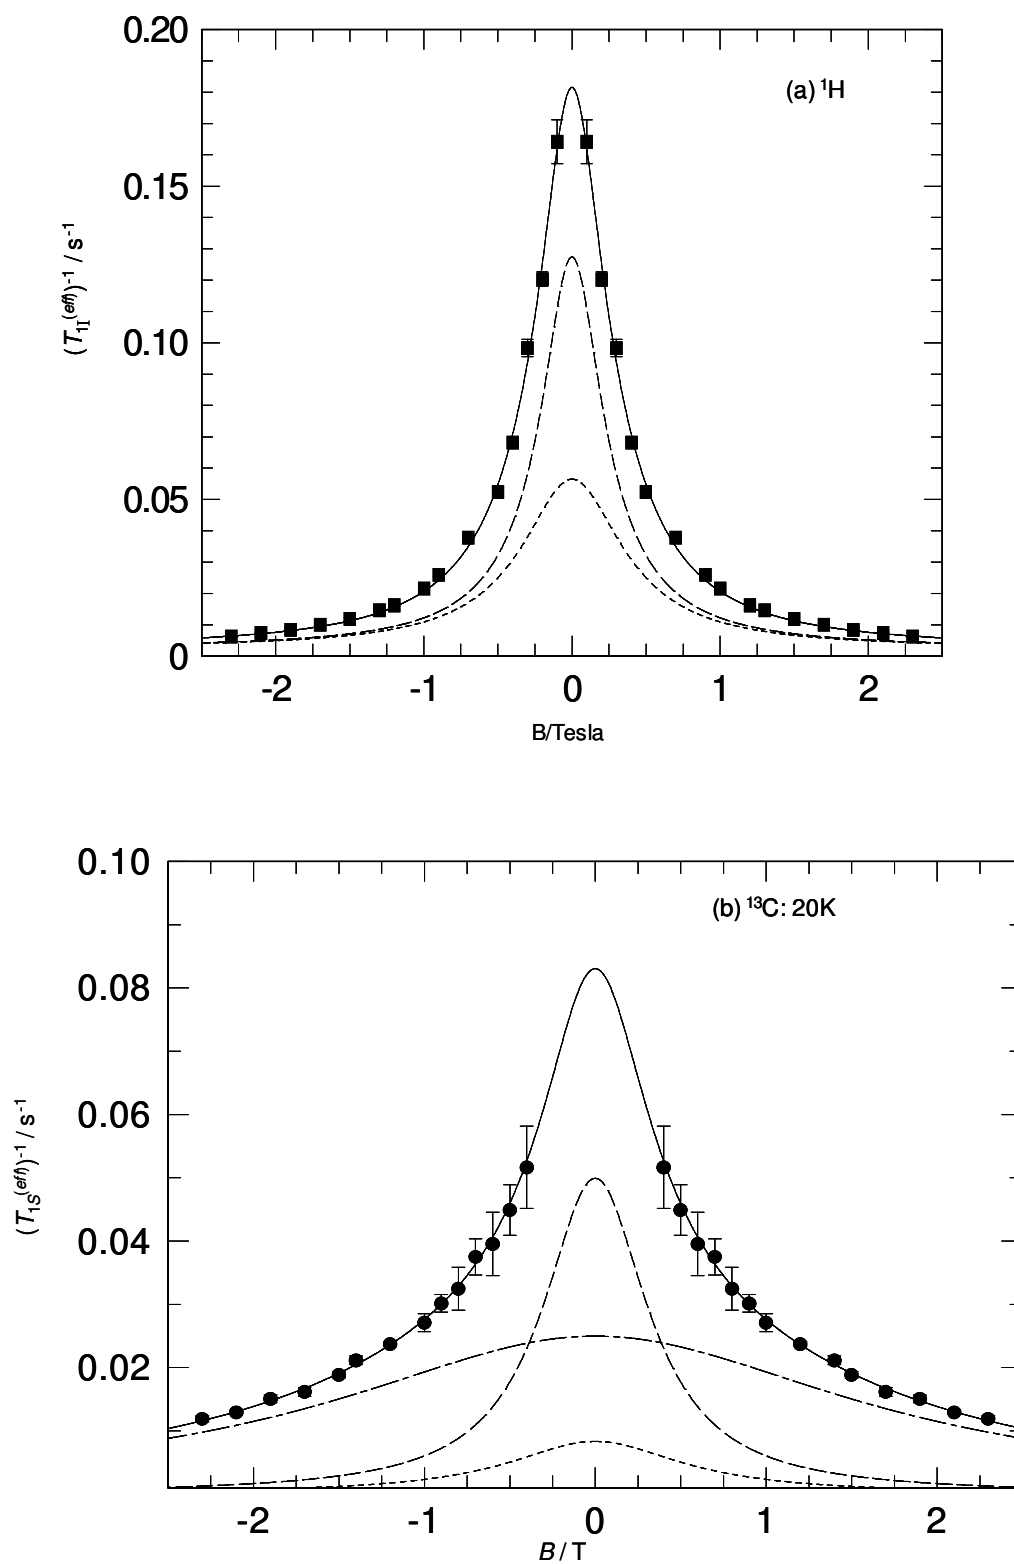 0.20
(a) ¹H
0.15
(T₁I⁽ᵉᶠᶠ⁾)⁻¹ / s⁻¹
0.10
0.05
0
-2 -1 0 1 2
B/Tesla
0.10
(b) ¹³C: 20K
0.08
0.06
(T₁S⁽ᵉᶠᶠ⁾)⁻¹ / s⁻¹
0.04
0.02
-2 -1 0 1 2
B / T